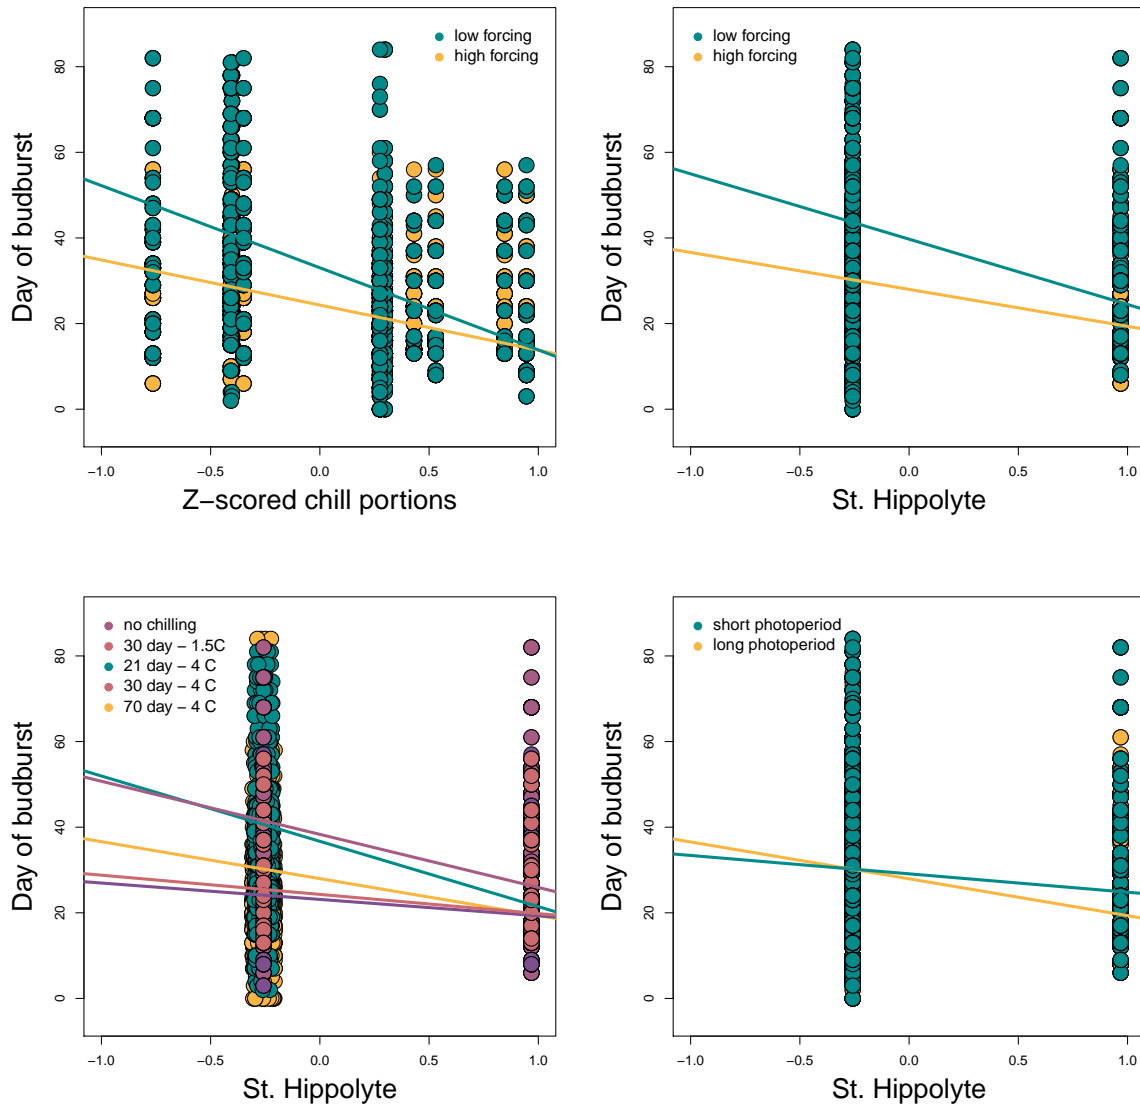 low forcing
high forcing
Day of budburst
80
60
40
20
0
−1.0 −0.5 0.0 0.5 1.0
Z−scored chill portions
low forcing
high forcing
Day of budburst
80
60
40
20
0
−1.0 −0.5 0.0 0.5 1.0
St. Hippolyte
no chilling
30 day − 1.5C
21 day − 4 C
30 day − 4 C
70 day − 4 C
Day of budburst
80
60
40
20
0
−1.0 −0.5 0.0 0.5 1.0
St. Hippolyte
short photoperiod
long photoperiod
Day of budburst
80
60
40
20
0
−1.0 −0.5 0.0 0.5 1.0
St. Hippolyte